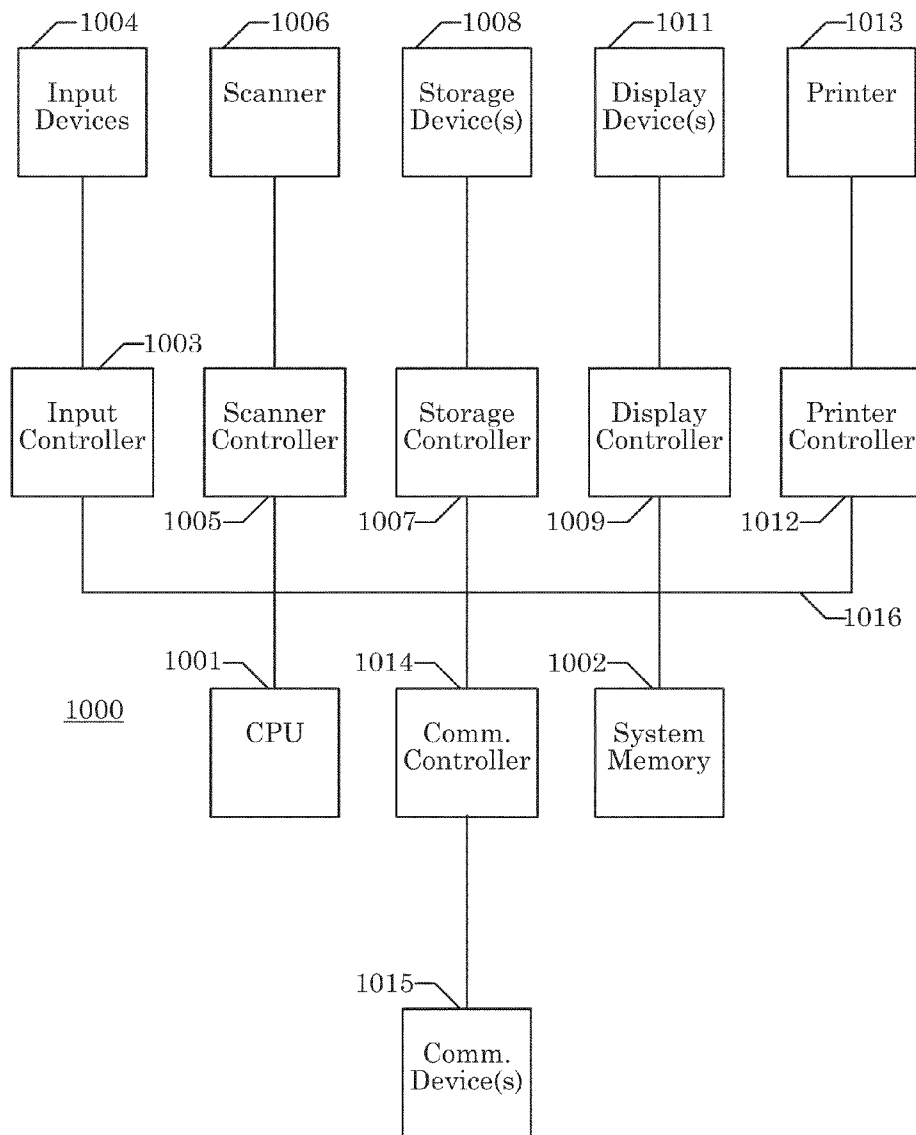 1004
1006
1008
1011
1013
Input
Devices
Scanner
Storage
Device(s)
Display
Device(s)
Printer
1003
Input
Controller
Scanner
Controller
Storage
Controller
Display
Controller
Printer
Controller
1005
1007
1009
1012
1016
1001
1014
1002
1000
CPU
Comm.
Controller
System
Memory
1015
Comm.
Device(s)